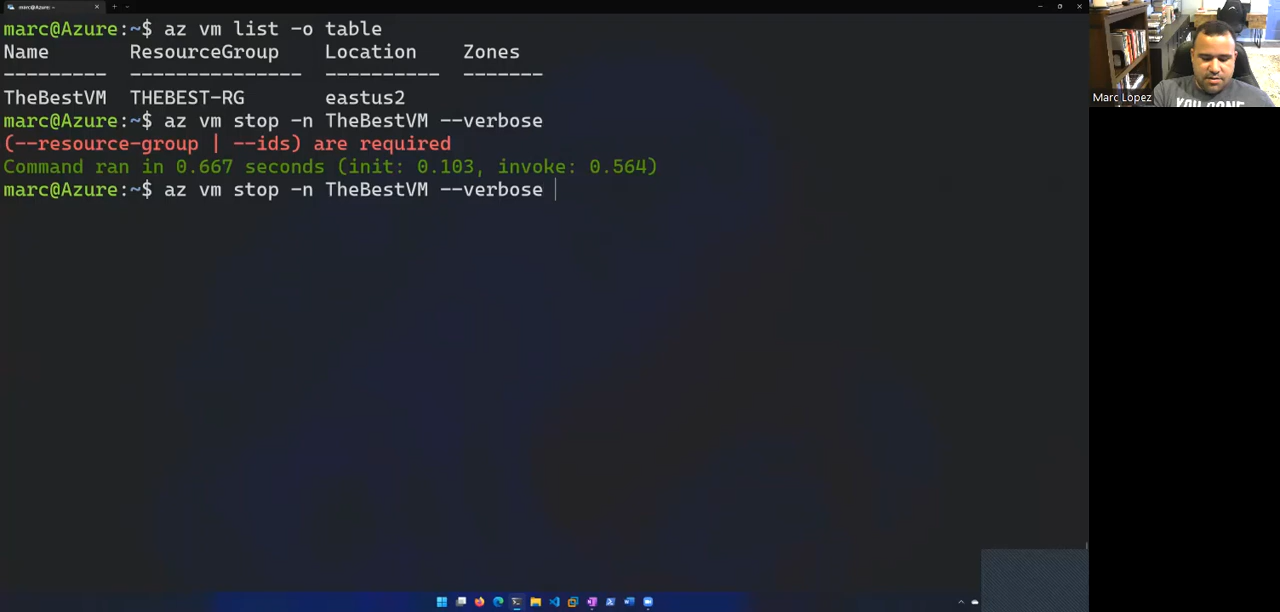 marc@Azure:~$ az vm list -o table
Name ResourceGroup Location Zones
--------- --------------- ---------- -------
TheBestVM THEBEST-RG eastus2
marc@Azure:~$ az vm stop -n TheBestVM --verbose
(--resource-group | --ids) are required
Command ran in 0.667 seconds (init: 0.103, invoke: 0.564)
marc@Azure:~$ az vm stop -n TheBestVM --verbose
Marc Lopez
YOU GONE